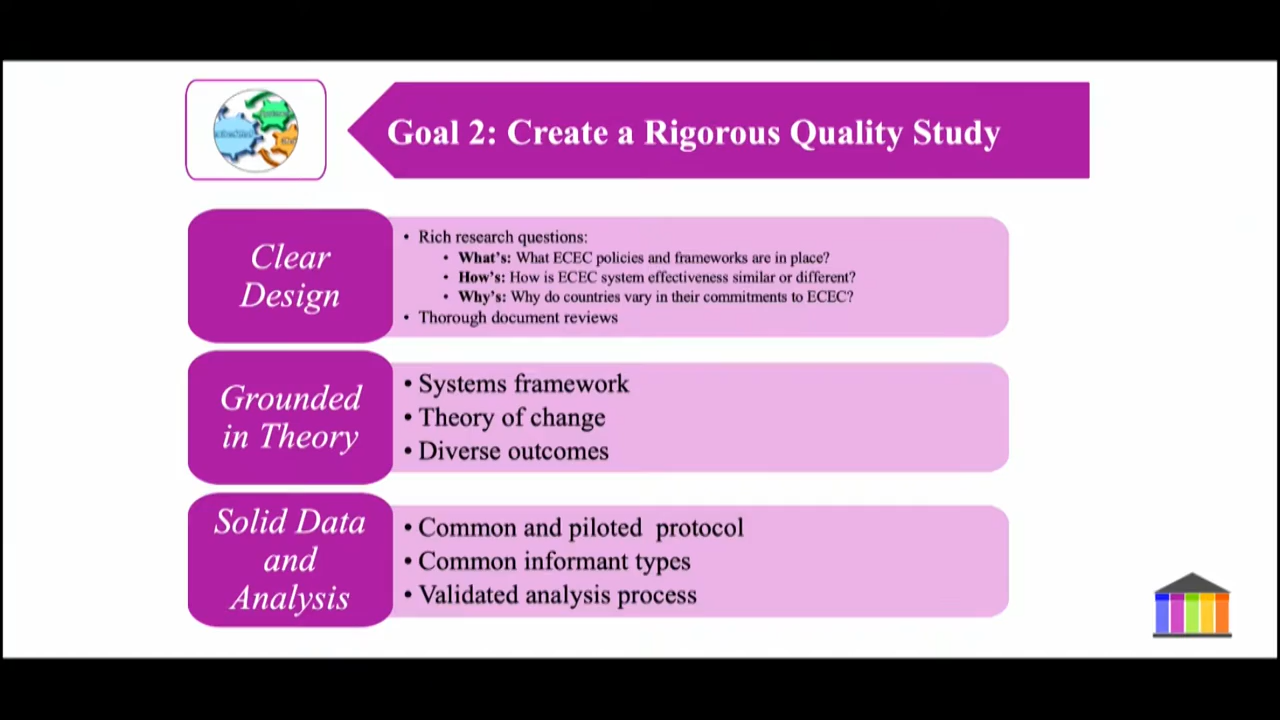 Goal 2: Create a Rigorous Quality Study
Clear
Design
• Rich research questions:
• What's: What ECEC policies and frameworks are in place?
• How's: How is ECEC system effectiveness similar or different?
• Why's: Why do countries vary in their commitments to ECEC?
• Thorough document reviews
Grounded
in Theory
• Systems framework
• Theory of change
• Diverse outcomes
Solid Data
and
Analysis
• Common and piloted protocol
• Common informant types
• Validated analysis process